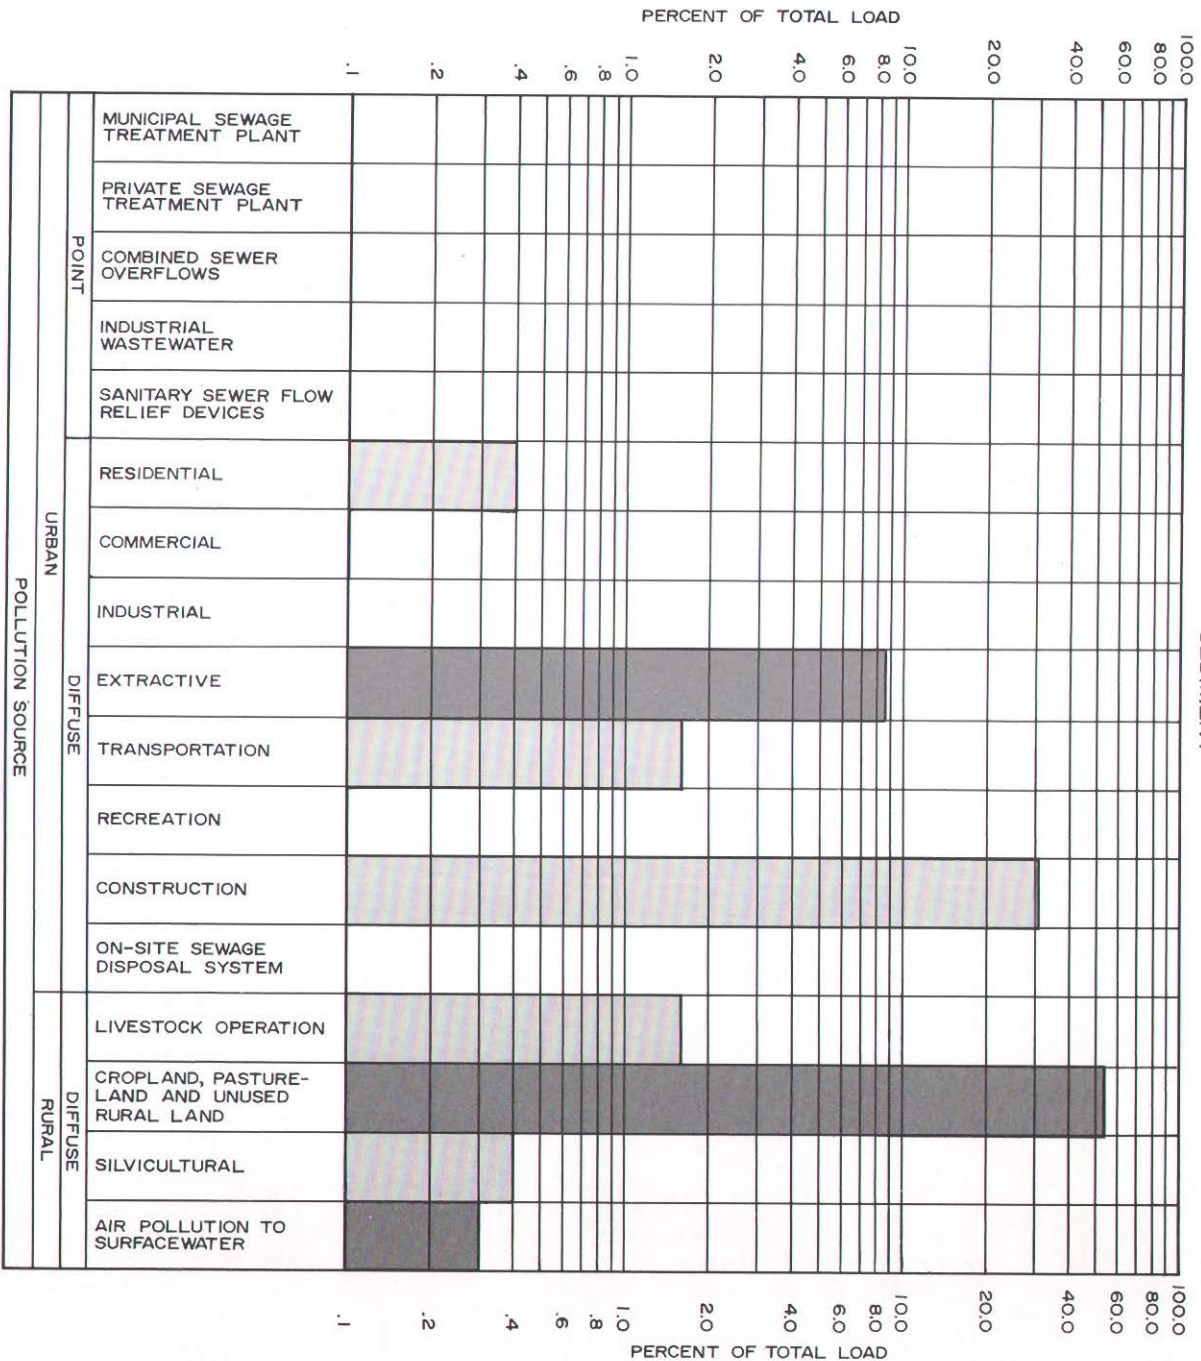 PERCENT OF TOTAL LOAD
.1
.2
.4
.6
.8
1.0
2.0
4.0
6.0
8.0
10.0
20.0
40.0
60.0
80.0
100.0
MUNICIPAL SEWAGE
TREATMENT PLANT
PRIVATE SEWAGE
TREATMENT PLANT
COMBINED SEWER
OVERFLOWS
INDUSTRIAL
WASTEWATER
SANITARY SEWER FLOW
RELIEF DEVICES
RESIDENTIAL
COMMERCIAL
INDUSTRIAL
EXTRACTIVE
TRANSPORTATION
RECREATION
CONSTRUCTION
ON-SITE SEWAGE
DISPOSAL SYSTEM
LIVESTOCK OPERATION
CROPLAND, PASTURE-
LAND AND UNUSED
RURAL LAND
SILVICULTURAL
AIR POLLUTION TO
SURFACEWATER
POINT
DIFFUSE
DIFFUSE
URBAN
RURAL
POLLUTION SOURCE
.1
.2
.4
.6
.8
1.0
2.0
4.0
6.0
8.0
10.0
20.0
40.0
60.0
80.0
100.0
PERCENT OF TOTAL LOAD